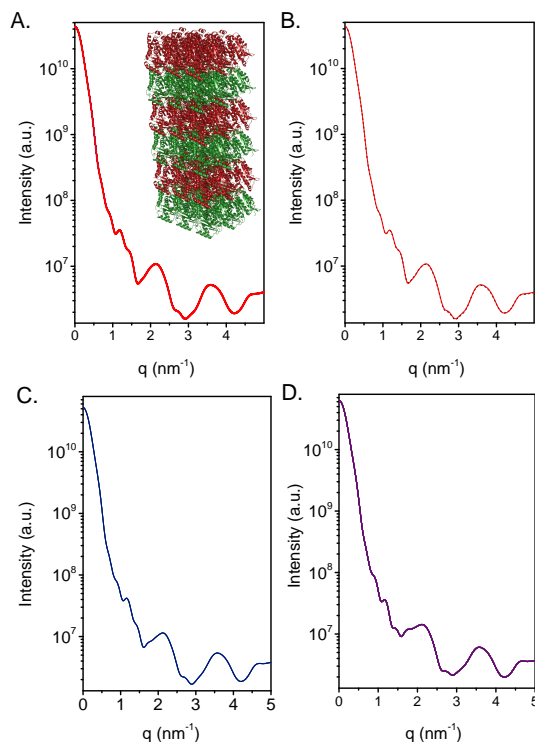 A.
10^10
10^9
10^8
10^7
Intensity (a.u.)
0 1 2 3 4
q (nm^-1)
B.
10^10
10^9
10^8
10^7
Intensity (a.u.)
0 1 2 3 4
q (nm^-1)
C.
10^10
10^9
10^8
10^7
Intensity (a.u.)
0 1 2 3 4 5
q (nm^-1)
D.
10^10
10^9
10^8
10^7
Intensity (a.u.)
0 1 2 3 4 5
q (nm^-1)